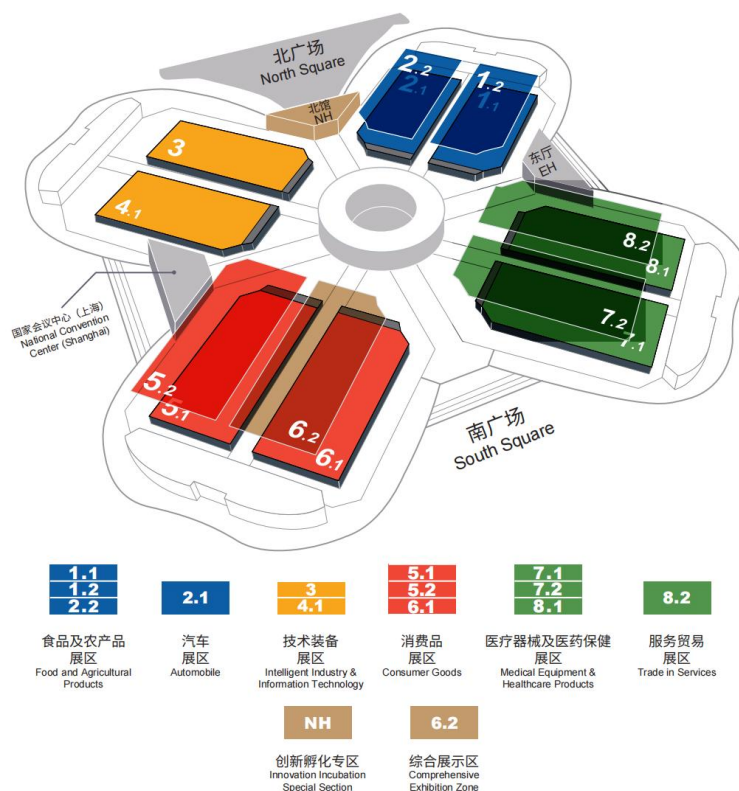 北广场
North Square
北馆
NH
2.2
2.1
1.2
1.1
东厅
EH
3
4.1
8.2
8.1
7.2
7.1
国家会议中心（上海）
National Convention
Center (Shanghai)
5.2
5.1
6.2
6.1
南广场
South Square
1.1
1.2
2.2
食品及农产品
展区
Food and Agricultural
Products
2.1
汽车
展区
Automobile
3
4.1
技术装备
展区
Intelligent Industry &
Information Technology
5.1
5.2
6.1
消费品
展区
Consumer Goods
7.1
7.2
8.1
医疗器械及医药保健
展区
Medical Equipment &
Healthcare Products
8.2
服务贸易
展区
Trade in Services
NH
创新孵化专区
Innovation Incubation
Special Section
6.2
综合展示区
Comprehensive
Exhibition Zone